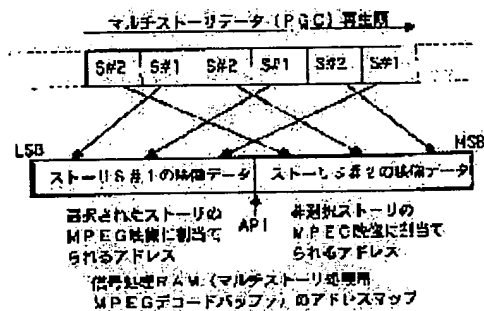 マルチストーリデータ（PGC）再生順
S#2 S#1 S#2 S#1 S#2 S#1
LSB MSB
ストーリS#1の映像データ ストーリS#2の映像データ
選択されたストーリの
MPEG映像に割当て
られるアドレス
AP1
非選択ストーリの
MPEG映像に割当て
られるアドレス
信号処理RAM（マルチストーリ処理用
MPEGデコードバッファ）のアドレスマップ